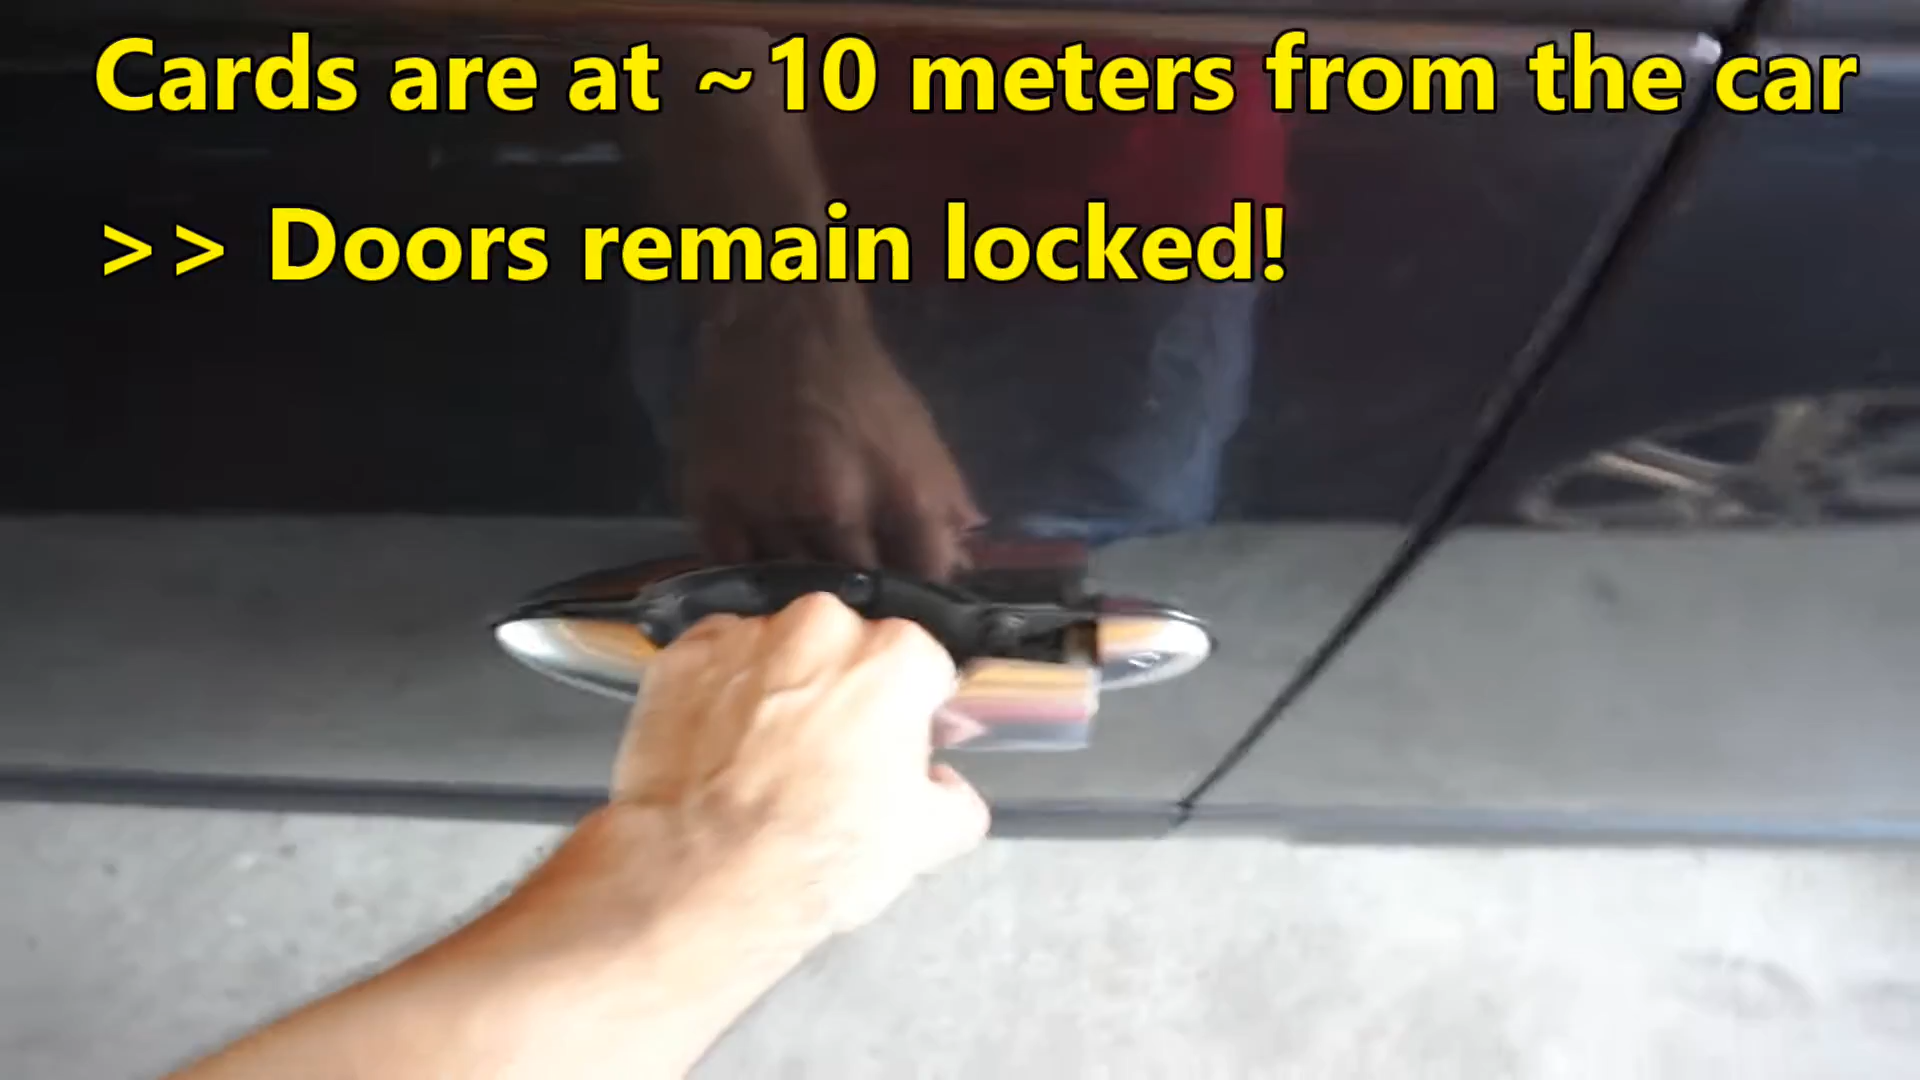 Cards are at ~10 meters from the car
>> Doors remain locked!